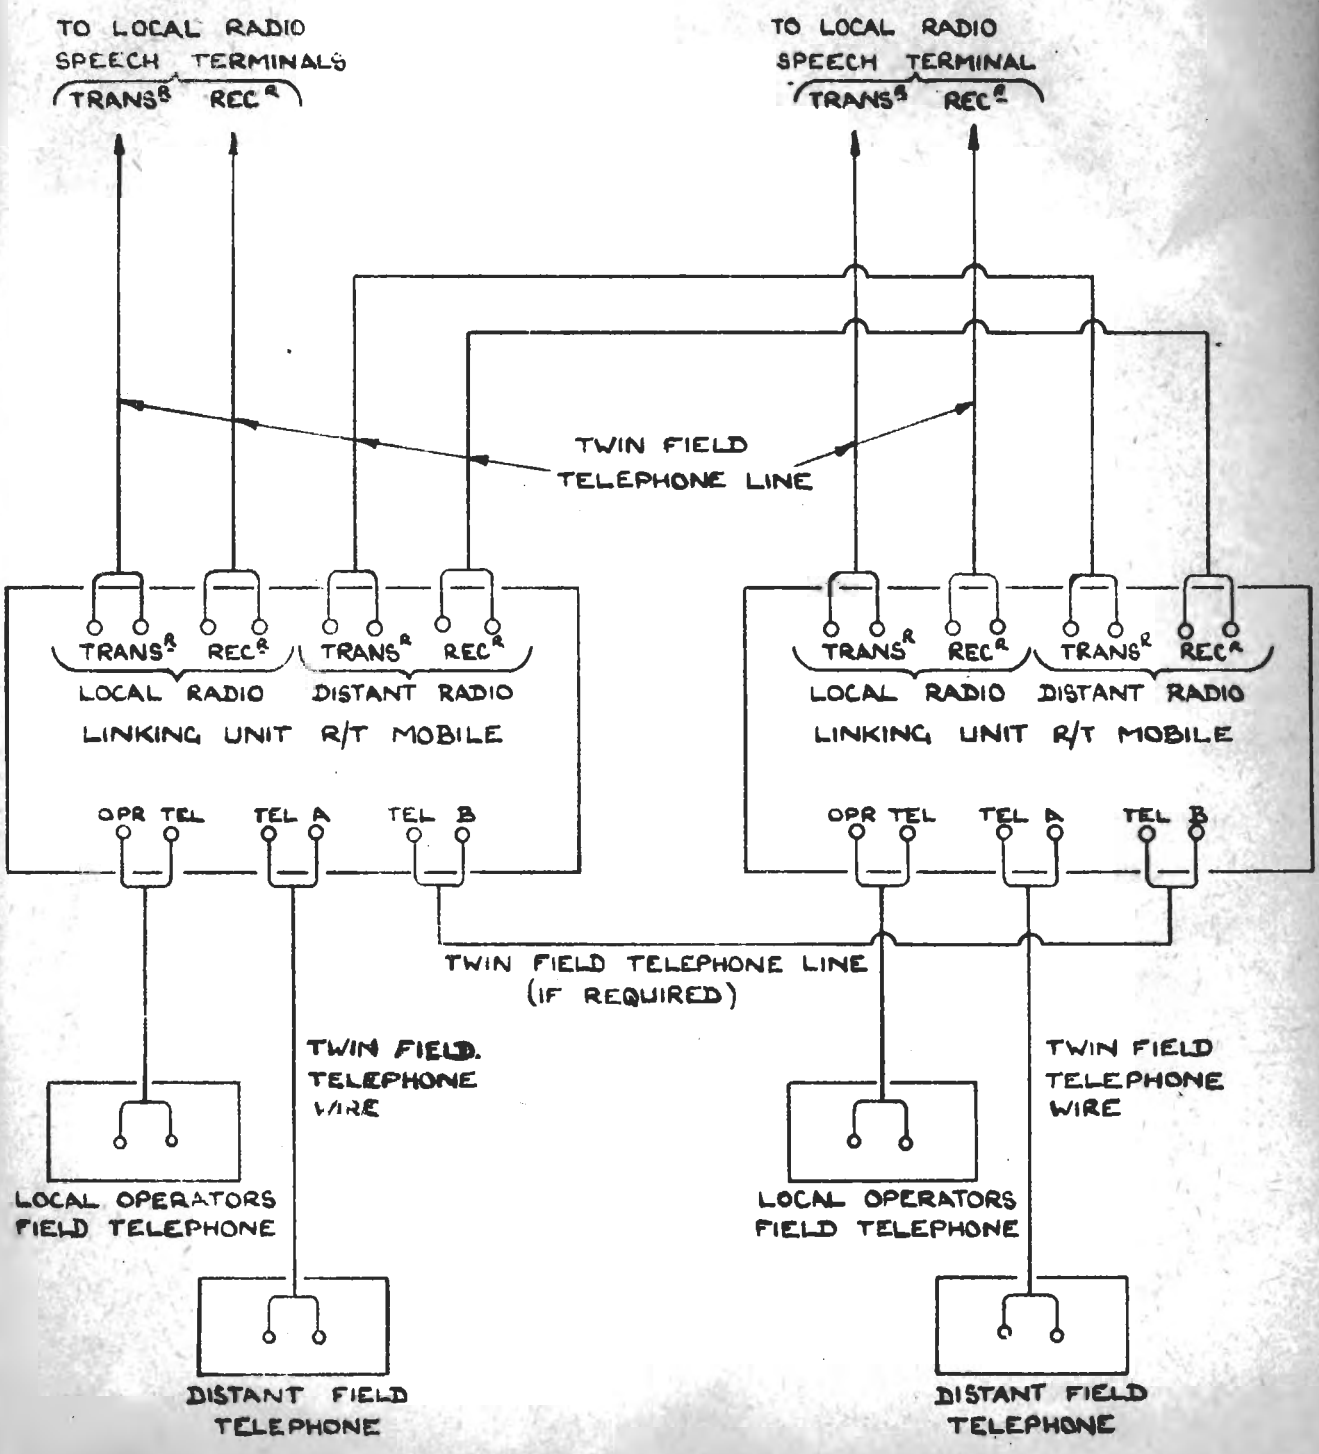 TO LOCAL RADIO
SPEECH TERMINALS
TRANSR RECR
TO LOCAL RADIO
SPEECH TERMINAL
TRANSR RECR
TWIN FIELD
TELEPHONE LINE
TRANSR RECR TRANSR RECR
LOCAL RADIO DISTANT RADIO
LINKING UNIT R/T MOBILE
OPR TEL TEL A TEL B
TRANSR RECR TRANSR RECR
LOCAL RADIO DISTANT RADIO
LINKING UNIT R/T MOBILE
OPR TEL TEL A TEL B
TWIN FIELD TELEPHONE LINE
(IF REQUIRED)
TWIN FIELD.
TELEPHONE
WIRE
TWIN FIELD
TELEPHONE
WIRE
LOCAL OPERATORS
FIELD TELEPHONE
LOCAL OPERATORS
FIELD TELEPHONE
DISTANT FIELD
TELEPHONE
DISTANT FIELD
TELEPHONE